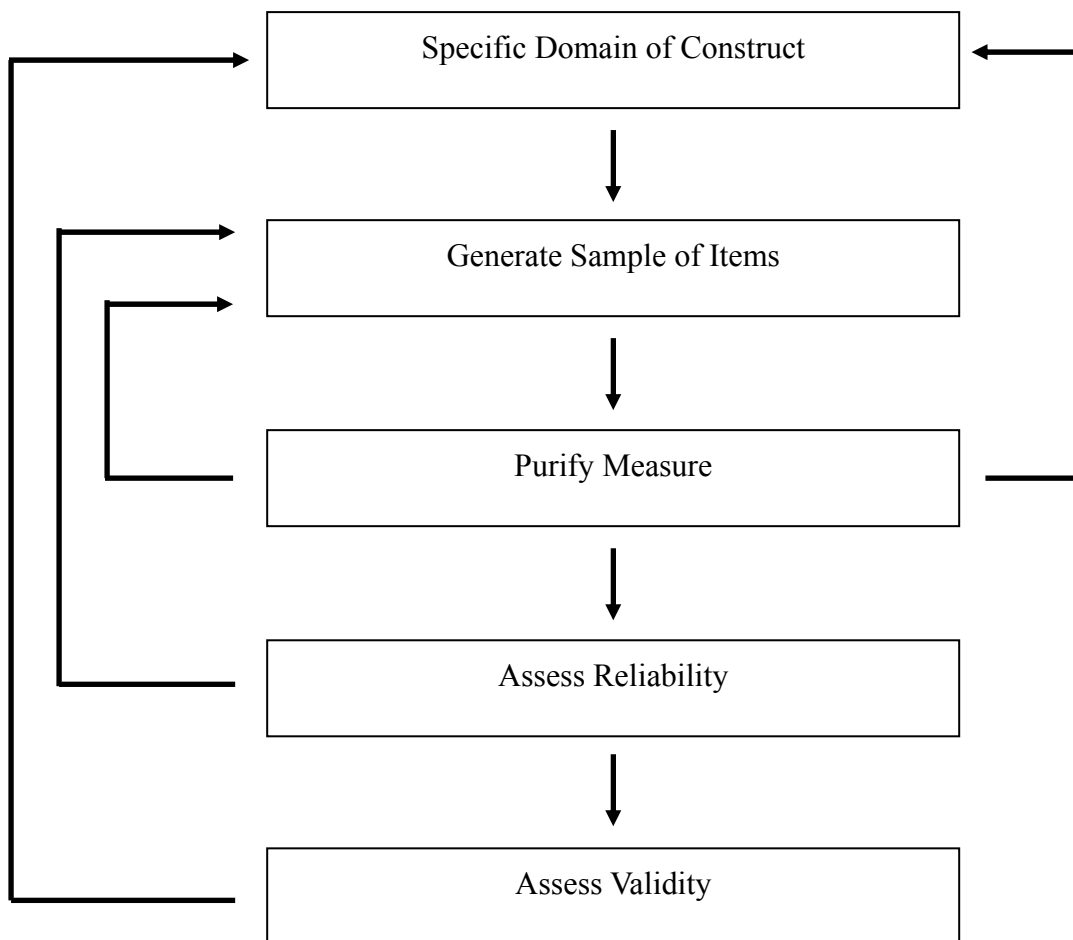 Specific Domain of Construct
Generate Sample of Items
Purify Measure
Assess Reliability
Assess Validity